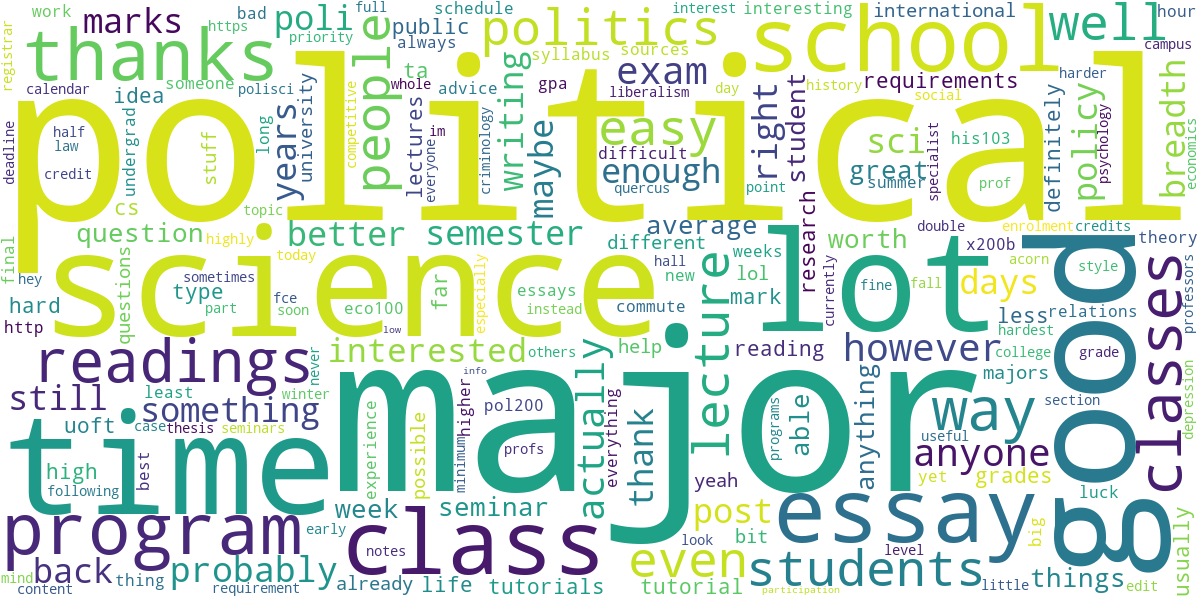 work
https
bad
poli
full
priority
schedule
always
public
politics
interest
interesting
international
hour
campus
well
school
registrar
marks
thanks
people
ta
writing
syllabus
sources
exam
liberalism
day
history
requirements
harder
breadth
calendar
someone
polisci
whole
advice
gpa
easy
right
student
social
idea
university
years
competitive
lectures
im
everyone
criminology
maybe
difficult
enough
sci
great
his103
definitely
policy
psychology
economics
deadline
half
law
credit
undergrad
stuff
long
political
quercus
point
summer
prof
specialist
cs
topic
question
highly
better
semester
average
different
research
worth
double
x200b
enrolment
credits
theory
final
hey
today
questions
sometimes
science
far
hall
new
weeks
lol
lot
fine
fall
acorn
days
style
professors
hard
http
type
part
fce
soon
eco100
low
especially
essays
instead
commute
mark
currently
less
relations
hardest
good
classes
readings
never
interested
others
help
lecture
reading
however
college
majors
grade
still
least
winter
something
info
time
major
higher
pol200
actually
everything
thank
programs
able
anything
way
section
depression
uoft
case
thesis
seminars
experience
possible
minimum
profs
useful
anyone
high
following
best
yeah
yet
grades
luck
program
week
seminar
post
essay
big
usually
early
class
notes
even
bit
look
level
students
back
mind
content
thing
probably
requirement
already
life
tutorials
tutorial
participation
little
things
edit